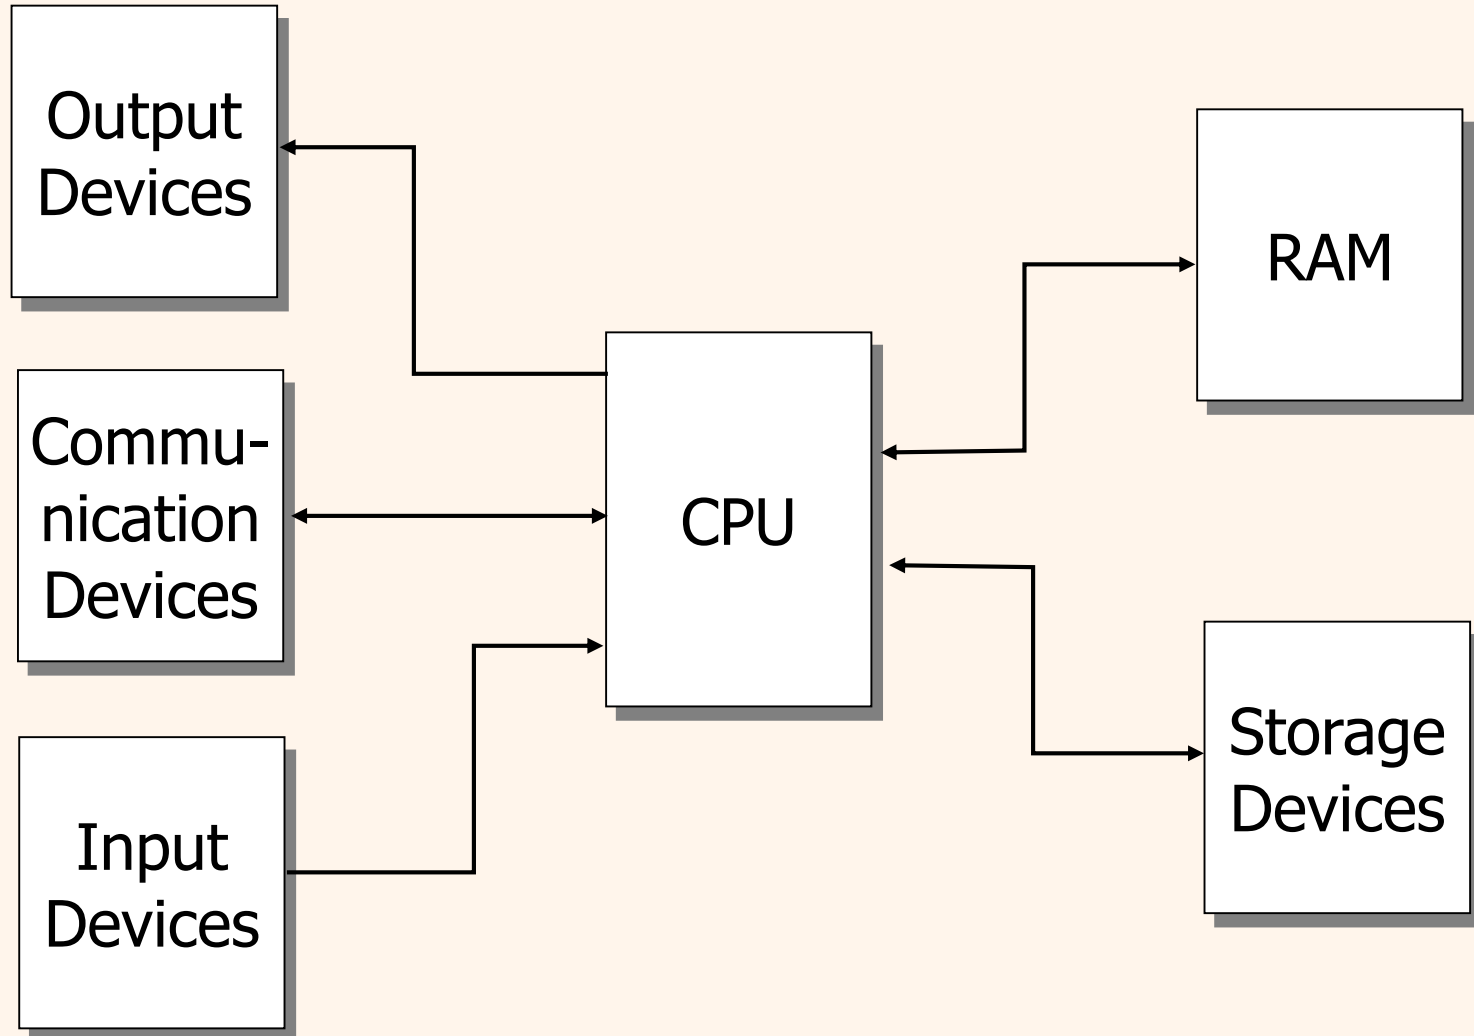 Output
Devices
Commu-
nication
Devices
Input
Devices
CPU
RAM
Storage
Devices